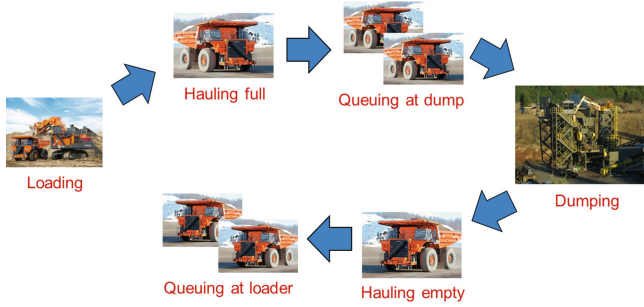 Hauling full
Queuing at dump
Loading
Dumping
Queuing at loader
Hauling empty